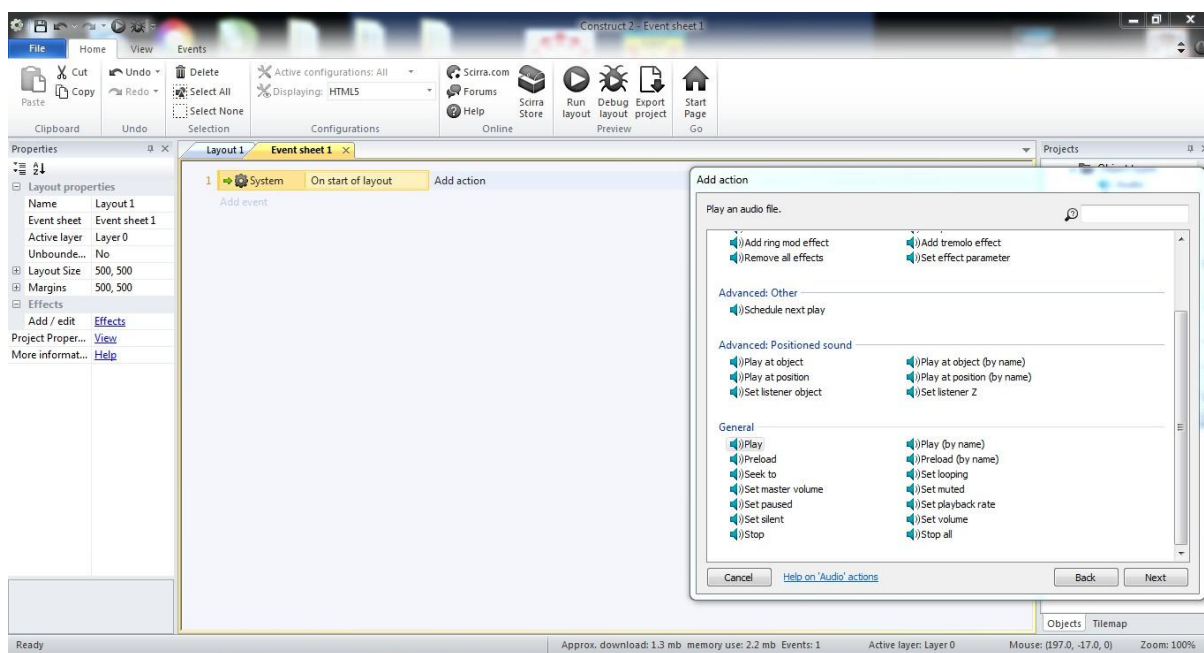 Construct 2 - Event sheet 1
File Home View Events
Paste Cut Copy
Clipboard
Undo Redo
Undo
Delete
Select All
Select None
Selection
Active configurations: All
Displaying: HTML5
Configurations
Scirra.com
Forums
Help
Scirra Store
Online
Run layout Debug layout Export project
Preview
Start Page
Go
Properties
Layout properties
Name Layout 1
Event sheet Event sheet 1
Active layer Layer 0
Unbounde... No
Layout Size 500, 500
Margins 500, 500
Effects
Add / edit Effects
Project Proper... View
More informat... Help
Layout 1 Event sheet 1
1 System On start of layout Add action
Add event
Projects
Add action
Play an audio file.
Add ring mod effect Add tremolo effect
Remove all effects Set effect parameter
Advanced: Other
Schedule next play
Advanced: Positioned sound
Play at object Play at object (by name)
Play at position Play at position (by name)
Set listener object Set listener Z
General
Play Play (by name)
Preload Preload (by name)
Seek to Set looping
Set master volume Set muted
Set paused Set playback rate
Set silent Set volume
Stop Stop all
Cancel Help on 'Audio' actions Back Next
Objects Tilemap
Ready Approx. download: 1.3 mb memory use: 2.2 mb Events: 1 Active layer: Layer 0 Mouse: (197.0, -17.0, 0) Zoom: 100%